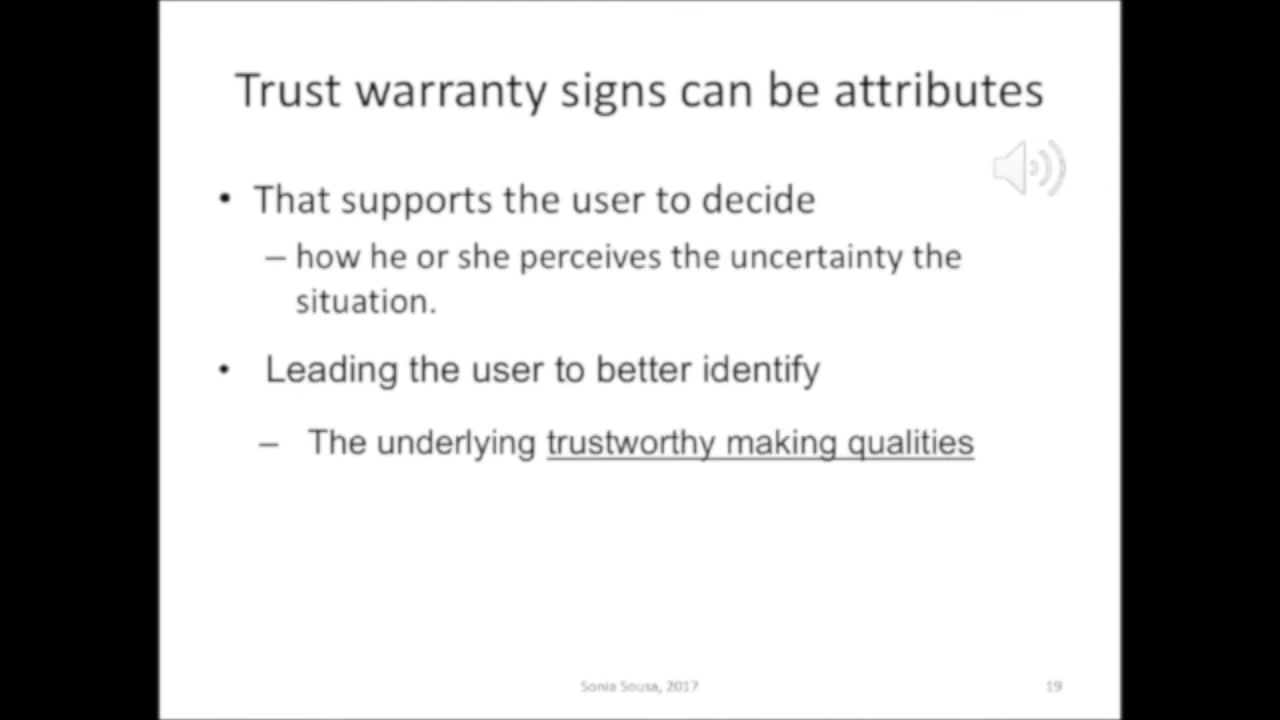 Trust warranty signs can be attributes
• That supports the user to decide
– how he or she perceives the uncertainty the
situation.
• Leading the user to better identify
– The underlying trustworthy making qualities
Sonia Sousa, 2017
19